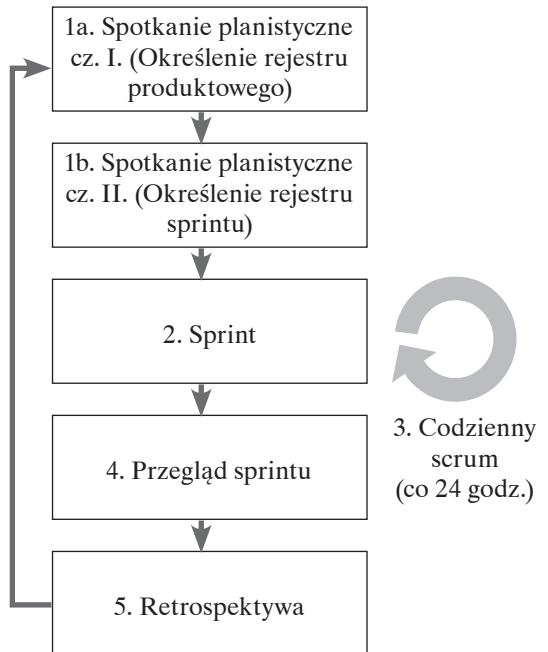 1a. Spotkanie planistyczne
cz. I. (Określenie rejestru
produktowego)
1b. Spotkanie planistyczne
cz. II. (Określenie rejestru
sprintu)
2. Sprint
3. Codzienny
scrum
(co 24 godz.)
4. Przegląd sprintu
5. Retrospektywa